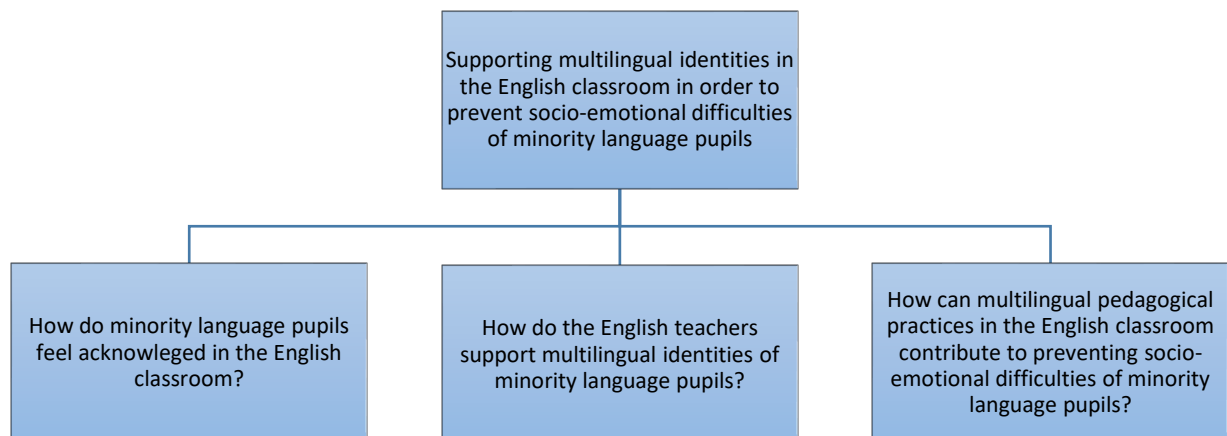 Supporting multilingual identities in
the English classroom in order to
prevent socio-emotional difficulties
of minority language pupils
How do minority language pupils
feel acknowleged in the English
classroom?
How do the English teachers
support multilingual identities of
minority language pupils?
How can multilingual pedagogical
practices in the English classroom
contribute to preventing socio-
emotional difficulties of minority
language pupils?